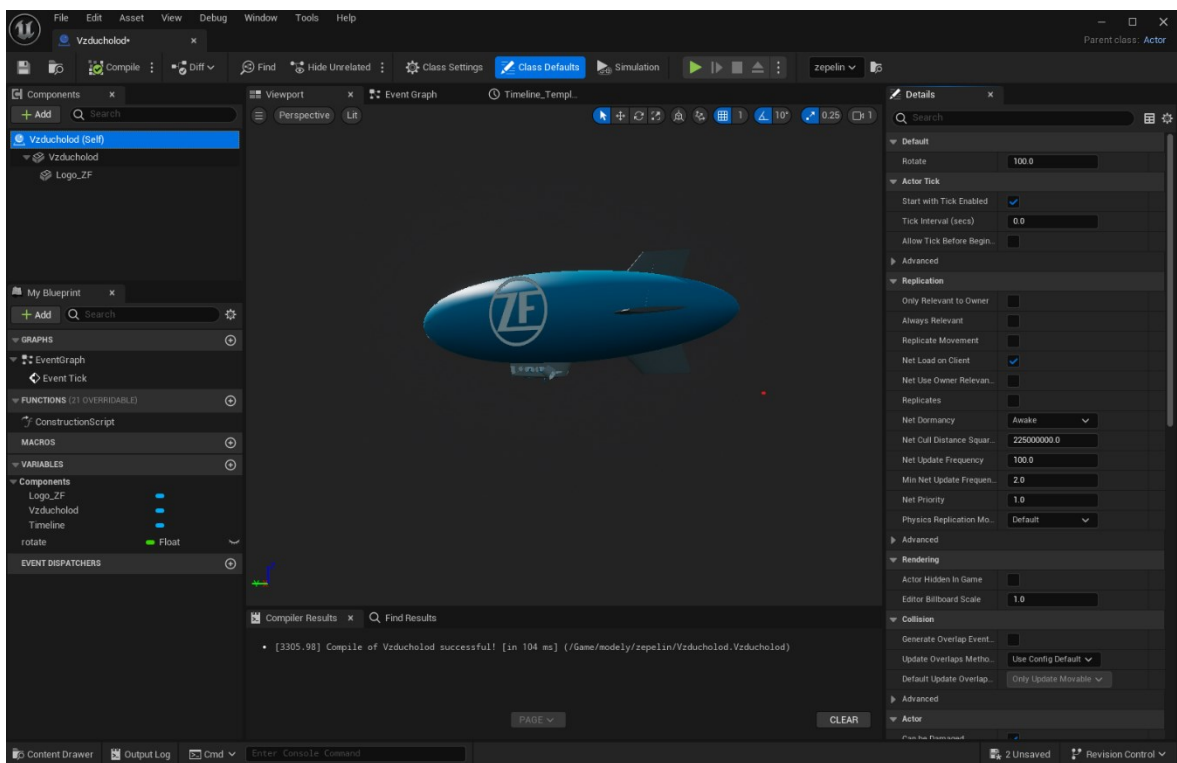 File Edit Asset View Debug Window Tools Help
Vzducholod*
Parent class: Actor
Compile Diff Find Hide Unrelated Class Settings Class Defaults Simulation zepelin
Components
+ Add Search
Vzducholod (Self)
Vzducholod
Logo_ZF
My Blueprint
+ Add Search
GRAPHS
EventGraph
Event Tick
FUNCTIONS (21 OVERRIDABLE)
ConstructionScript
MACROS
VARIABLES
Components
Logo_ZF
Vzducholod
Timeline
rotate Float
EVENT DISPATCHERS
Viewport Event Graph Timeline_Templ..
Perspective Lit 1 10° 0.25 1
ZF
Compiler Results Find Results
[3305.98] Compile of Vzducholod successful! [in 104 ms] (/Game/modely/zepelin/Vzducholod.Vzducholod)
PAGE CLEAR
Details
Search
Default
Rotate 100.0
Actor Tick
Start with Tick Enabled
Tick Interval (secs) 0.0
Allow Tick Before Begin..
Advanced
Replication
Only Relevant to Owner
Always Relevant
Replicate Movement
Net Load on Client
Net Use Owner Relevan..
Replicates
Net Dormancy Awake
Net Cull Distance Squar.. 225000000.0
Net Update Frequency 100.0
Min Net Update Frequen.. 2.0
Net Priority 1.0
Physics Replication Mo.. Default
Advanced
Rendering
Actor Hidden In Game
Editor Billboard Scale 1.0
Collision
Generate Overlap Event..
Update Overlaps Metho.. Use Config Default
Default Update Overlap.. Only Update Movable
Advanced
Actor
Can be Damaged
Content Drawer Output Log Cmd Enter Console Command 2 Unsaved Revision Control